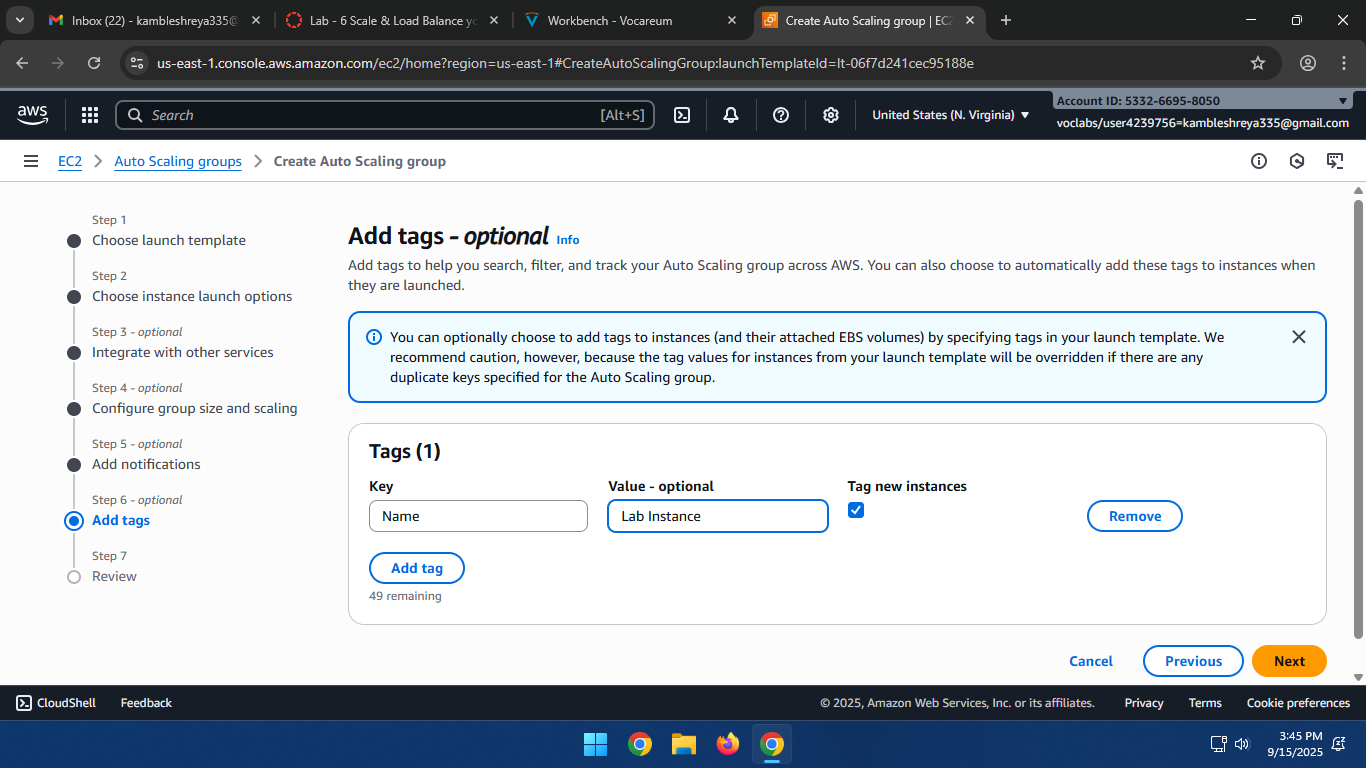 Inbox (22) - kambleshreya335@
Lab - 6 Scale & Load Balance yo
Workbench - Vocareum
Create Auto Scaling group | EC2
us-east-1.console.aws.amazon.com/ec2/home?region=us-east-1#CreateAutoScalingGroup:launchTemplateId=lt-06f7d241cec95188e
aws
Search
[Alt+S]
United States (N. Virginia)
Account ID: 5332-6695-8050
voclabs/user4239756=kambleshreya335@gmail.com
EC2
Auto Scaling groups
Create Auto Scaling group
Step 1
Choose launch template
Step 2
Choose instance launch options
Step 3 - optional
Integrate with other services
Step 4 - optional
Configure group size and scaling
Step 5 - optional
Add notifications
Step 6 - optional
Add tags
Step 7
Review
Add tags - optional Info
Add tags to help you search, filter, and track your Auto Scaling group across AWS. You can also choose to automatically add these tags to instances when
they are launched.
You can optionally choose to add tags to instances (and their attached EBS volumes) by specifying tags in your launch template. We
recommend caution, however, because the tag values for instances from your launch template will be overridden if there are any
duplicate keys specified for the Auto Scaling group.
Tags (1)
Key
Value - optional
Tag new instances
Name
Lab Instance
Remove
Add tag
49 remaining
Cancel
Previous
Next
CloudShell
Feedback
© 2025, Amazon Web Services, Inc. or its affiliates.
Privacy
Terms
Cookie preferences
3:45 PM
9/15/2025